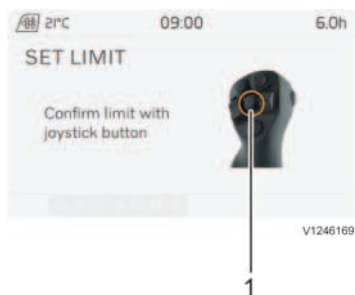 21°C 09:00 6.0h
SET LIMIT
Confirm limit with
joystick button
V1246169
1